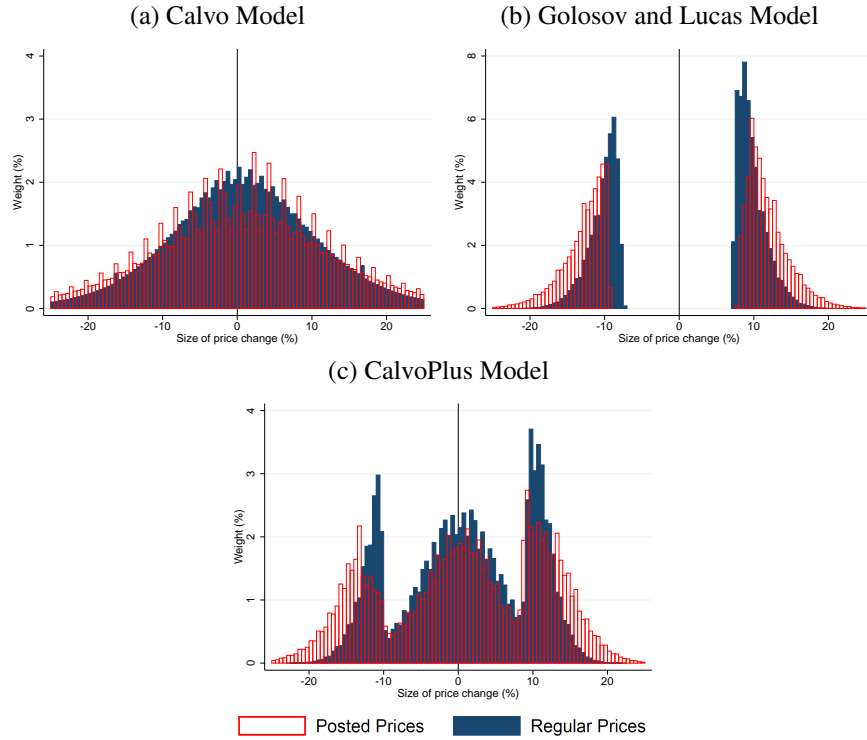 (a) Calvo Model
4
3
2
1
0
Weight (%)
-20
-10
0
10
20
Size of price change (%)
(b) Golosov and Lucas Model
8
6
4
2
0
Weight (%)
-20
-10
0
10
20
Size of price change (%)
(c) CalvoPlus Model
4
3
2
1
0
Weight (%)
-20
-10
0
10
20
Size of price change (%)
Posted Prices
Regular Prices